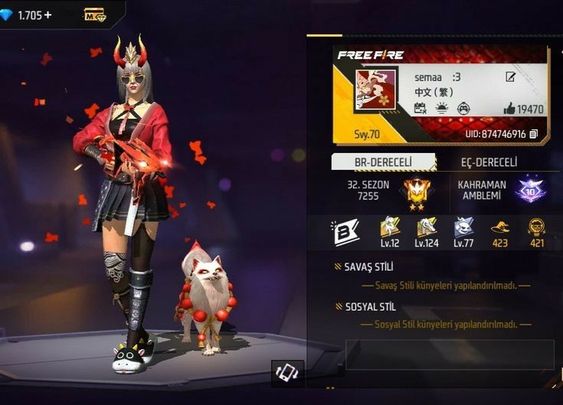 1.705 +
FREE FIRE
semaa :3
中文 ( 繁 )
19470
Svy.70
UID: 874746916
BR-DERECELİ
EÇ-DERECELİ
32. SEZON
7255
KAHRAMAN
AMBLEMİ
10
Lv.12
Lv.124
Lv.77
423
421
SAVAŞ STİLİ
Savaş Stili künyeleri yapılandırılmadı.
SOSYAL STİL
Sosyal Stil künyeleri yapılandırılmadı.